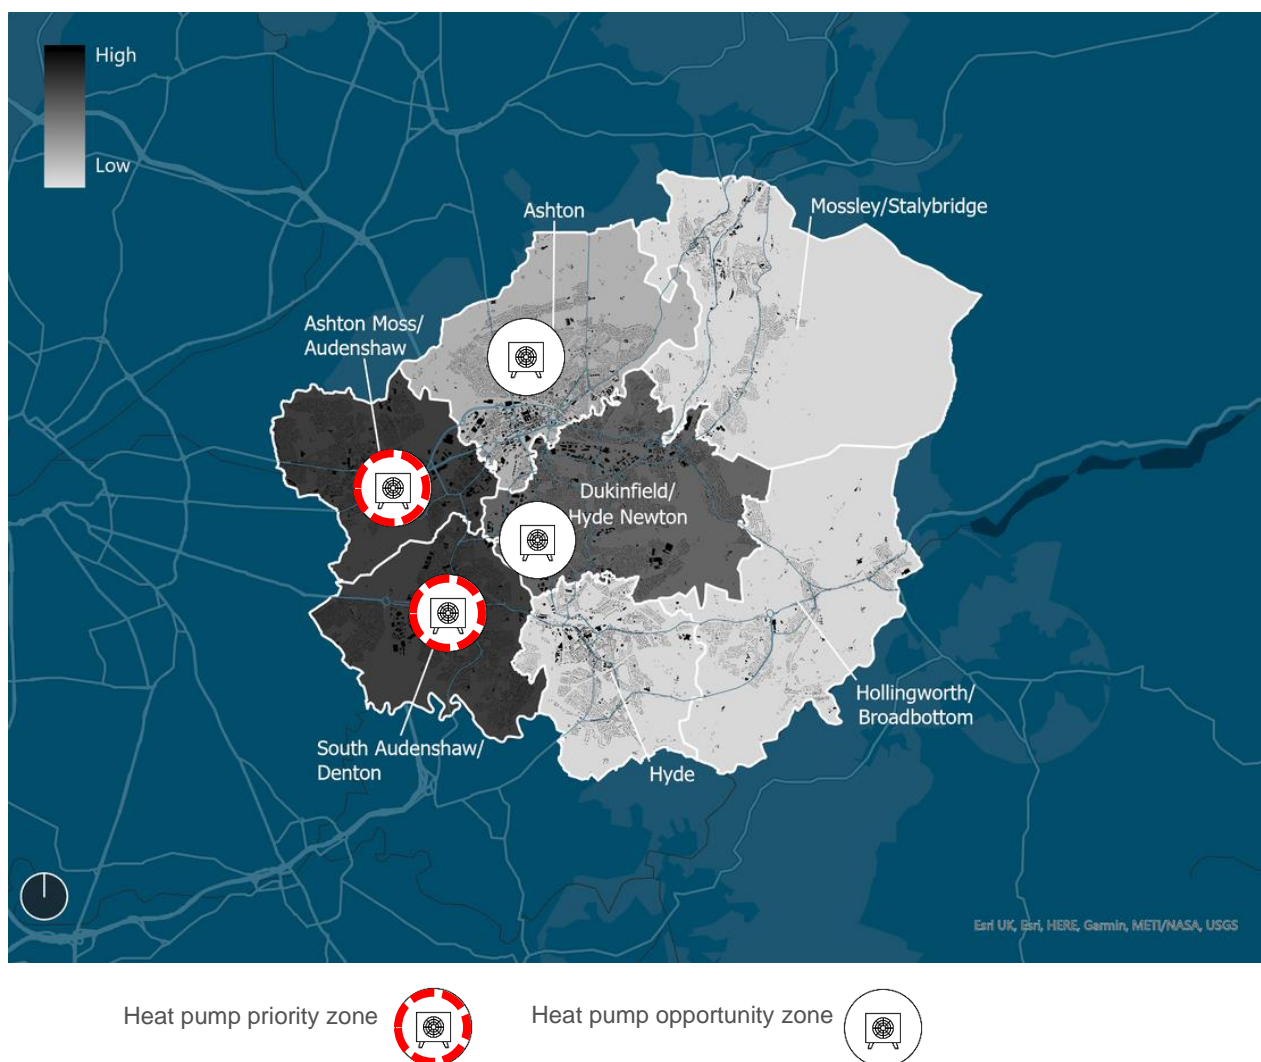 High
Low
Ashton
Mossley/Stalybridge
Ashton Moss/
Audenshaw
Dukinfield/
Hyde Newton
Hollingworth/
Broadbottom
South Audenshaw/
Denton
Hyde
Esri UK, Esri, HERE, Garmin, METI/NASA, USGS
Heat pump priority zone
Heat pump opportunity zone